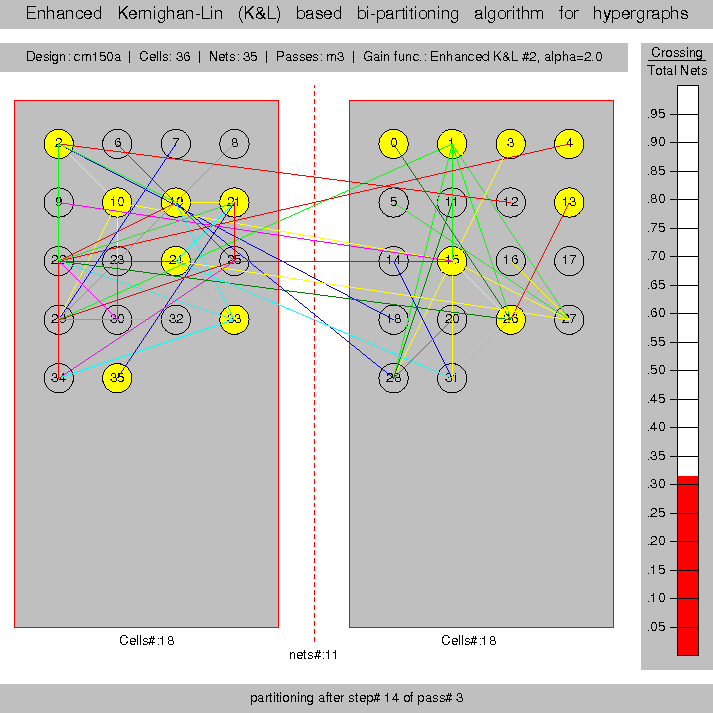 Enhanced Kernighan-Lin (K&L) based bi-partitioning algorithm for hypergraphs
Design: cm150a | Cells: 36 | Nets: 35 | Passes: m3 | Gain func.: Enhanced K&L #2, alpha=2.0
Crossing
Total Nets
2 6 7 8
0 1 3 4
9 10 19 21
5 11 12 13
22 23 24 25
14 15 16 17
29 30 32 33
18 20 26 27
34 35
28 31
.95
.90
.85
.80
.75
.70
.65
.60
.55
.50
.45
.40
.35
.30
.25
.20
.15
.10
.05
Cells#:18
Cells#:18
nets#:11
partitioning after step# 14 of pass# 3